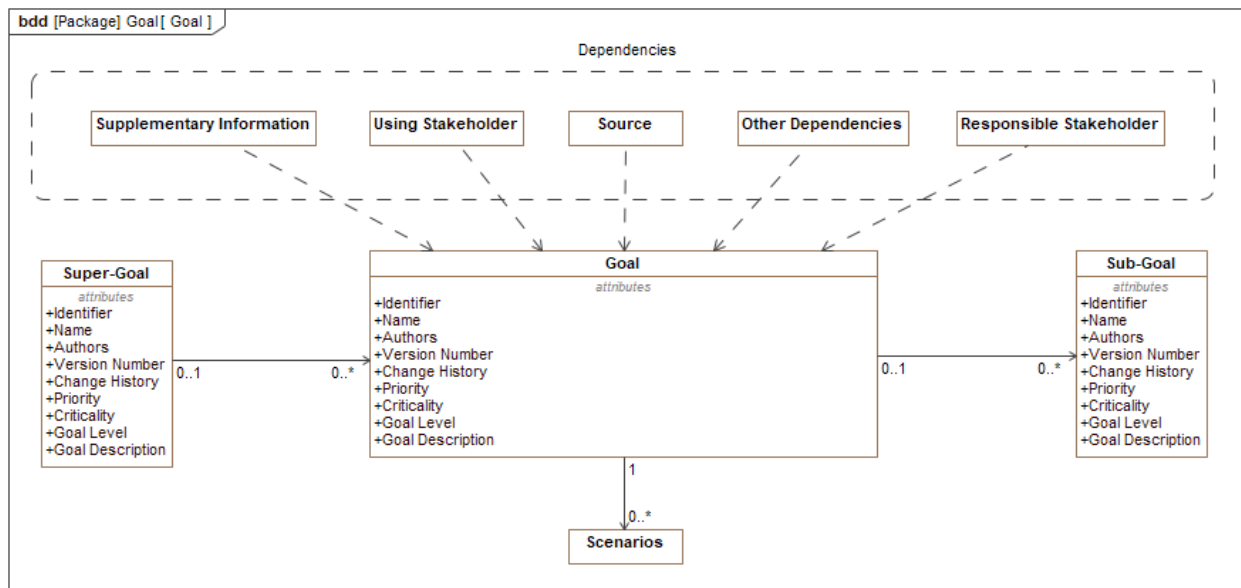 bdd [Package] Goal [ Goal ]
Dependencies
Supplementary Information
Using Stakeholder
Source
Other Dependencies
Responsible Stakeholder
Super-Goal
attributes
+Identifier
+Name
+Authors
+Version Number
+Change History
+Priority
+Criticality
+Goal Level
+Goal Description
0..1
0..*
Goal
attributes
+Identifier
+Name
+Authors
+Version Number
+Change History
+Priority
+Criticality
+Goal Level
+Goal Description
0..1
0..*
Sub-Goal
attributes
+Identifier
+Name
+Authors
+Version Number
+Change History
+Priority
+Criticality
+Goal Level
+Goal Description
1
0..*
Scenarios